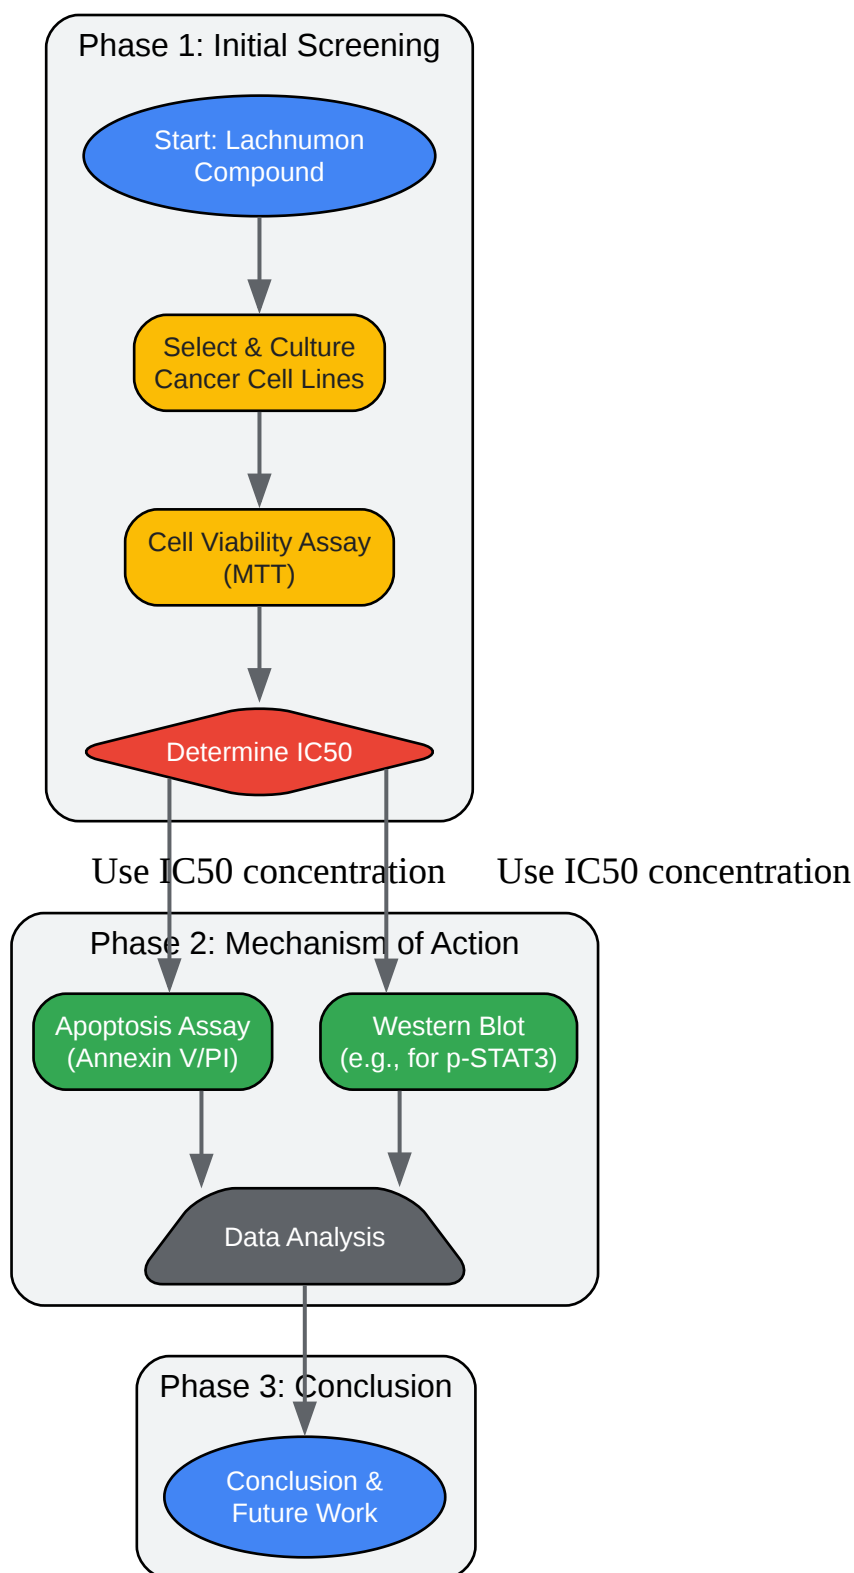 Phase 1: Initial Screening
Start: Lachnumon
Compound
Select & Culture
Cancer Cell Lines
Cell Viability Assay
(MTT)
Determine IC50
Use IC50 concentration
Use IC50 concentration
Phase 2: Mechanism of Action
Apoptosis Assay
(Annexin V/PI)
Western Blot
(e.g., for p-STAT3)
Data Analysis
Phase 3: Conclusion
Conclusion &
Future Work